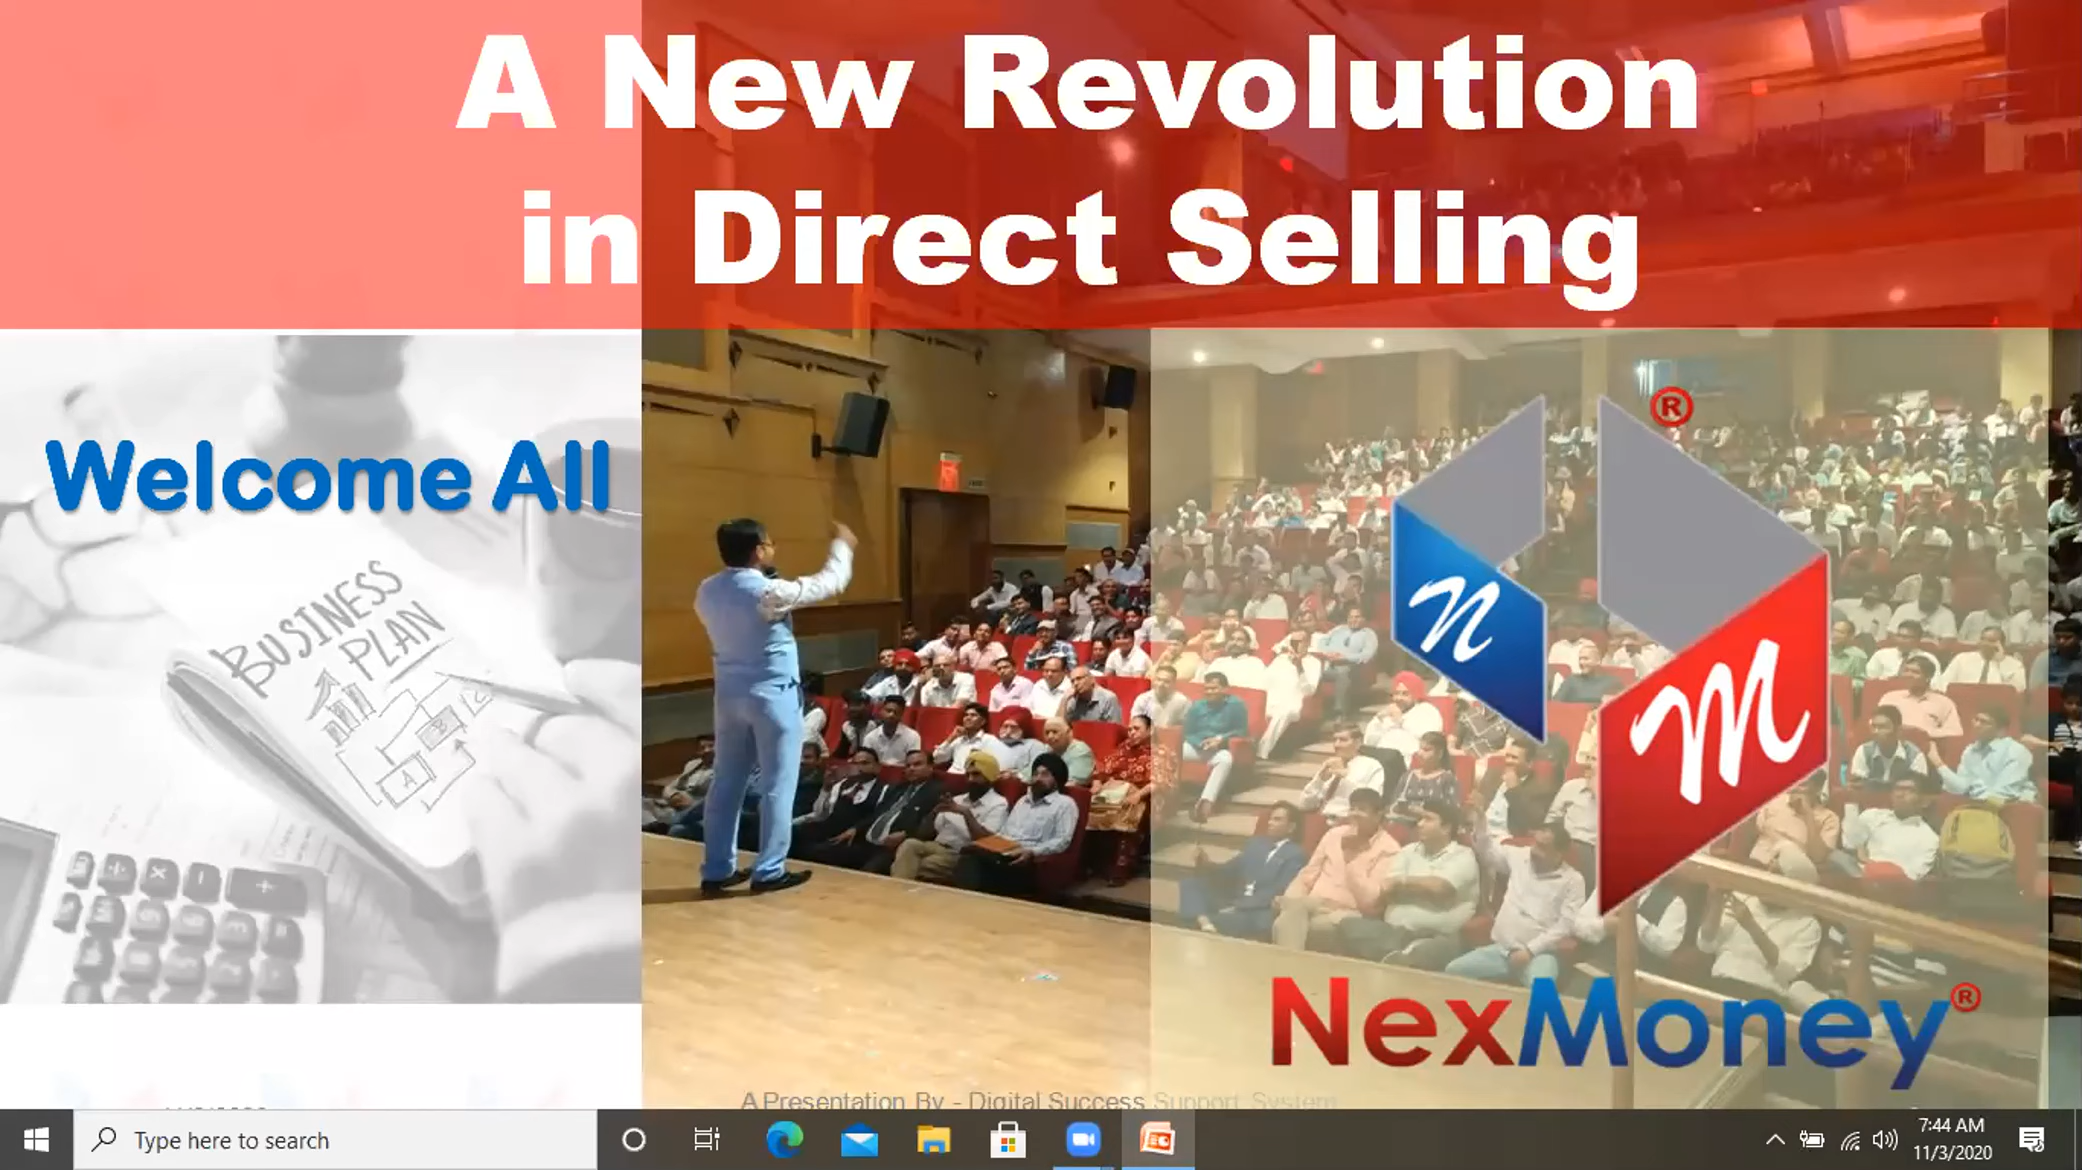 A New Revolution
in Direct Selling
Welcome All
BUSINESS
PLAN
A
B
n
m
®
NexMoney®
A Presentation By - Digital Success Support System
Type here to search
7:44 AM
11/3/2020